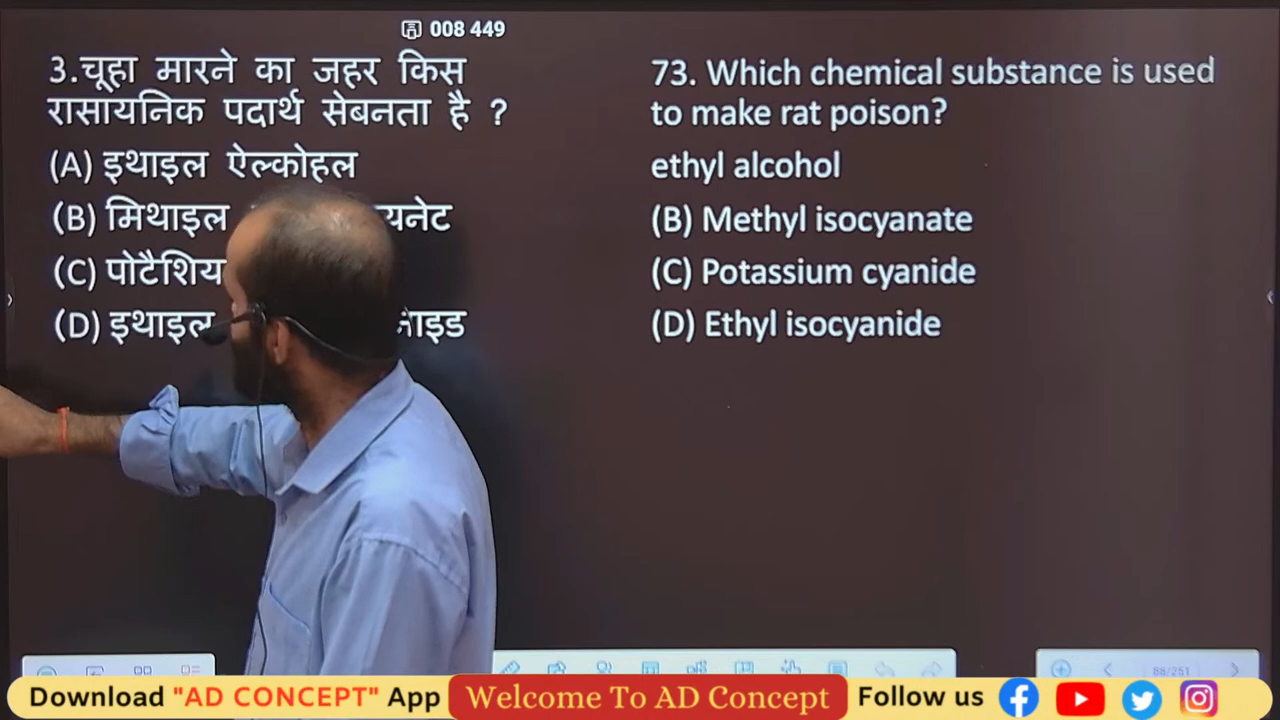 008 449
3.चूहा मारने का जहर किस
रासायनिक पदार्थ सेबनता है ?
(A) इथाइल ऐल्कोहल
(B) मिथाइल
(C)
(D) इथाइल
73. Which chemical substance is used
to make rat poison?
ethyl alcohol
(B) Methyl isocyanate
(C) Potassium cyanide
(D) Ethyl isocyanide
88/251
Download "AD CONCEPT" App
Welcome To AD Concept
Follow us